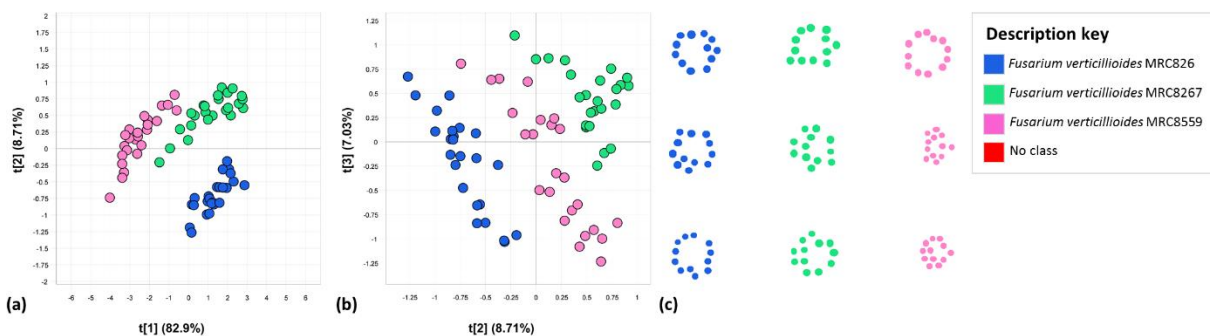 2
1.75
1.5
1.25
1
0.75
0.5
0.25
0
-0.25
-0.5
-0.75
-1
-1.25
-1.5
-1.75
-2
t[2] (8.71%)
-6 -5 -4 -3 -2 -1 0 1 2 3 4 5 6
t[1] (82.9%)
(a)
1.25
1
0.75
0.5
0.25
0
-0.25
-0.5
-0.75
-1
-1.25
t[3] (7.03%)
-1.25 -1 -0.75 -0.5 -0.25 0 0.25 0.5 0.75 1
t[2] (8.71%)
(b)
(c)
Description key
Fusarium verticillioides MRC826
Fusarium verticillioides MRC8267
Fusarium verticillioides MRC8559
No class